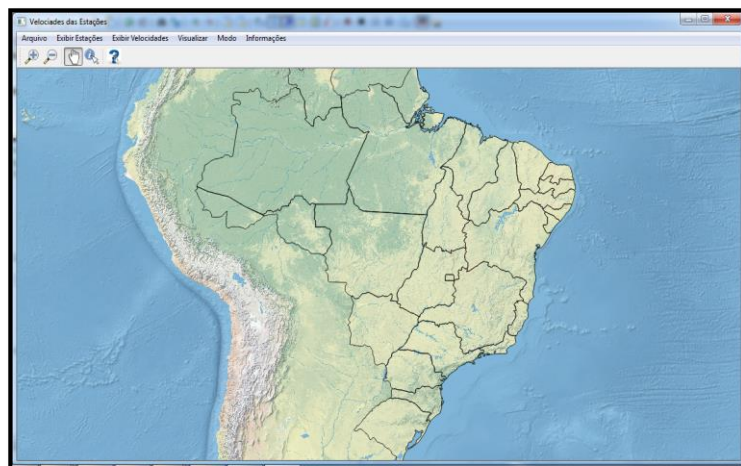 Velociades das Estações
Arquivo Exibir Estações Exibir Velocidades Visualizar Modo Informações
?